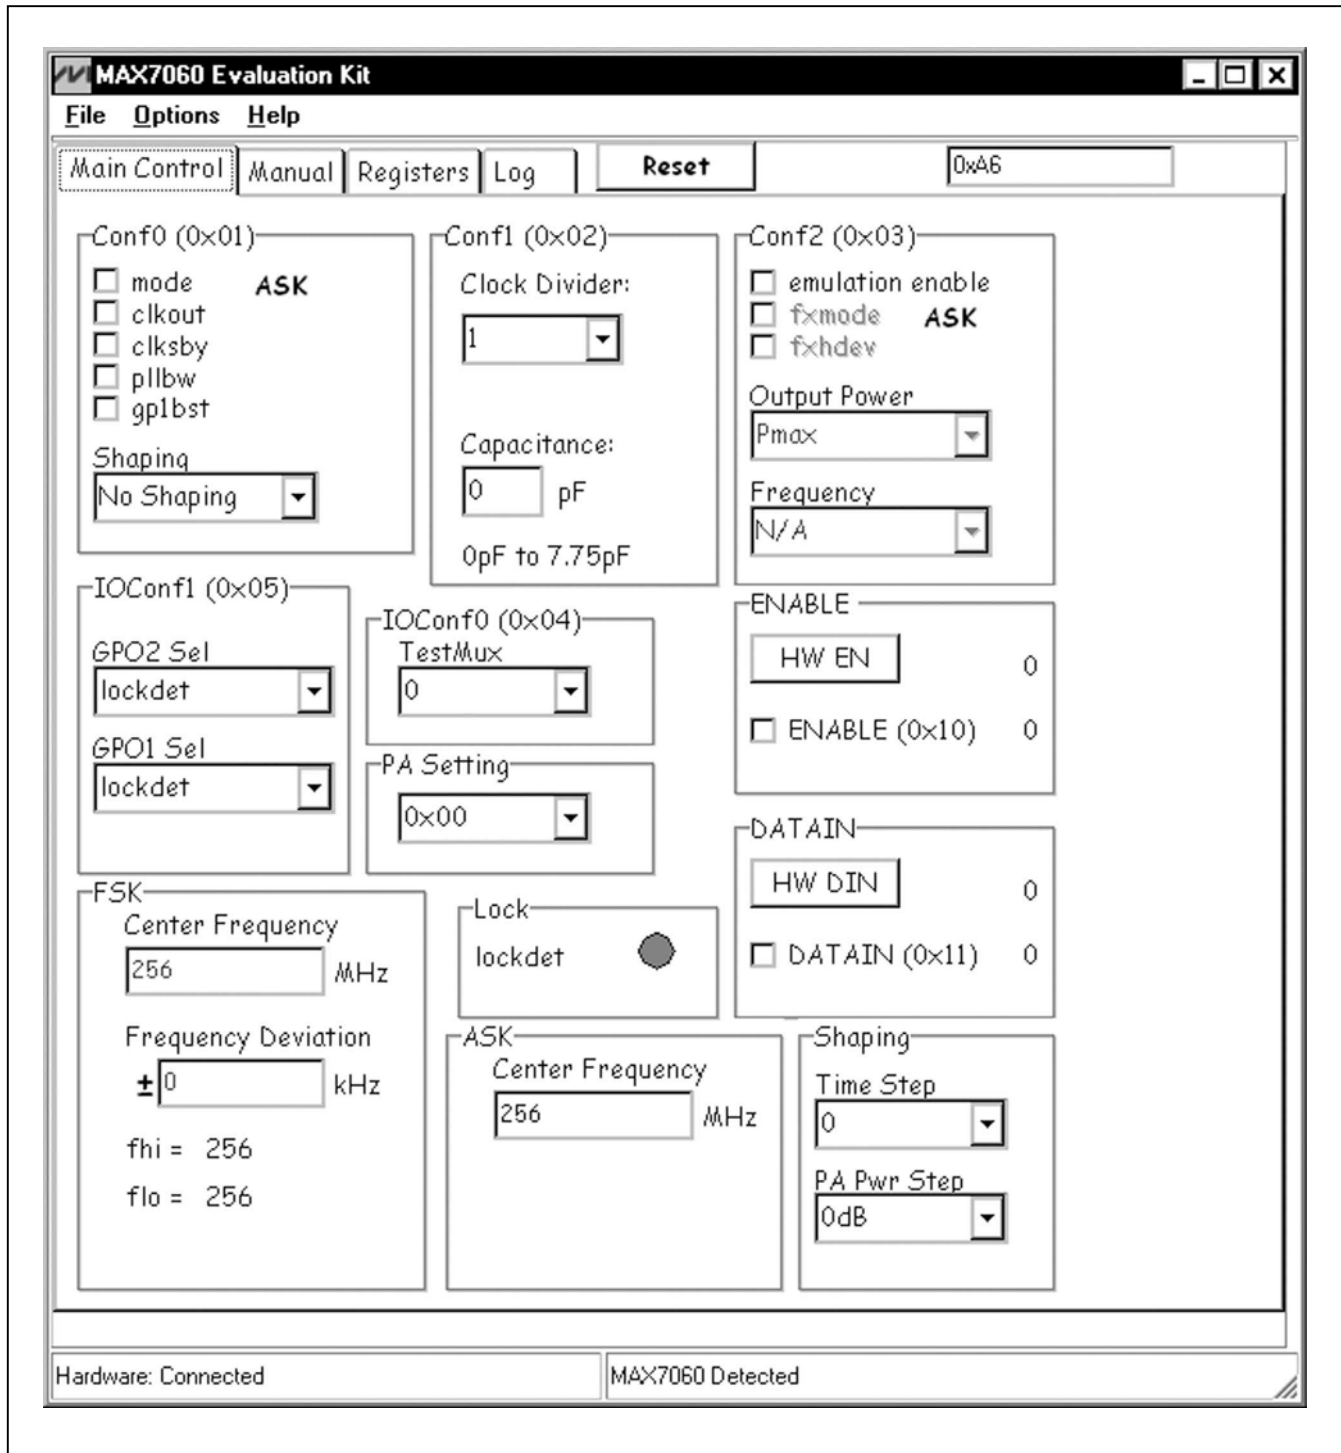 MAX7060 Evaluation Kit
File Options Help
Main Control Manual Registers Log Reset 0xA6
Conf0 (0x01)
mode ASK
clkout
clksby
pllbw
gp1bst
Shaping
No Shaping
Conf1 (0x02)
Clock Divider:
1
Capacitance:
0 pF
0pF to 7.75pF
Conf2 (0x03)
emulation enable
fxmode ASK
fxhdev
Output Power
Pmax
Frequency
N/A
IOConf1 (0x05)
GPO2 Sel
lockdet
GPO1 Sel
lockdet
IOConf0 (0x04)
TestMux
0
PA Setting
0x00
ENABLE
HW EN 0
ENABLE (0x10) 0
DATAIN
HW DIN 0
DATAIN (0x11) 0
FSK
Center Frequency
256 MHz
Frequency Deviation
± 0 kHz
fhi = 256
flo = 256
Lock
lockdet
ASK
Center Frequency
256 MHz
Shaping
Time Step
0
PA Pwr Step
0dB
Hardware: Connected MAX7060 Detected